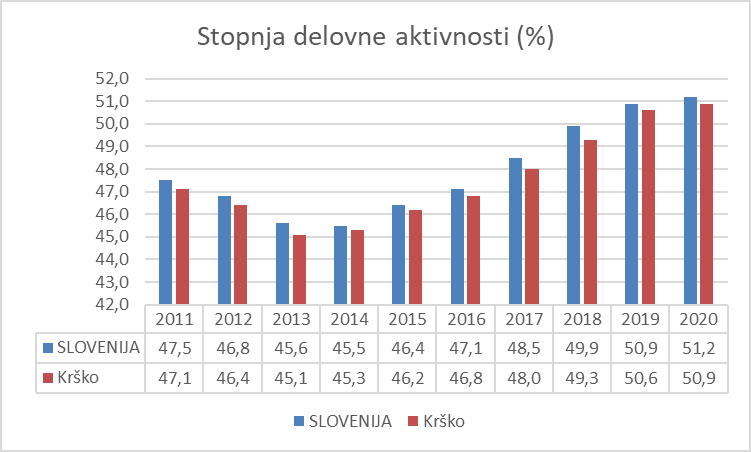 Stopnja delovne aktivnosti (%)
52,0
51,0
50,0
49,0
48,0
47,0
46,0
45,0
44,0
43,0
42,0
2011 2012 2013 2014 2015 2016 2017 2018 2019 2020
SLOVENIJA 47,5 46,8 45,6 45,5 46,4 47,1 48,5 49,9 50,9 51,2
Krško 47,1 46,4 45,1 45,3 46,2 46,8 48,0 49,3 50,6 50,9
SLOVENIJA Krško